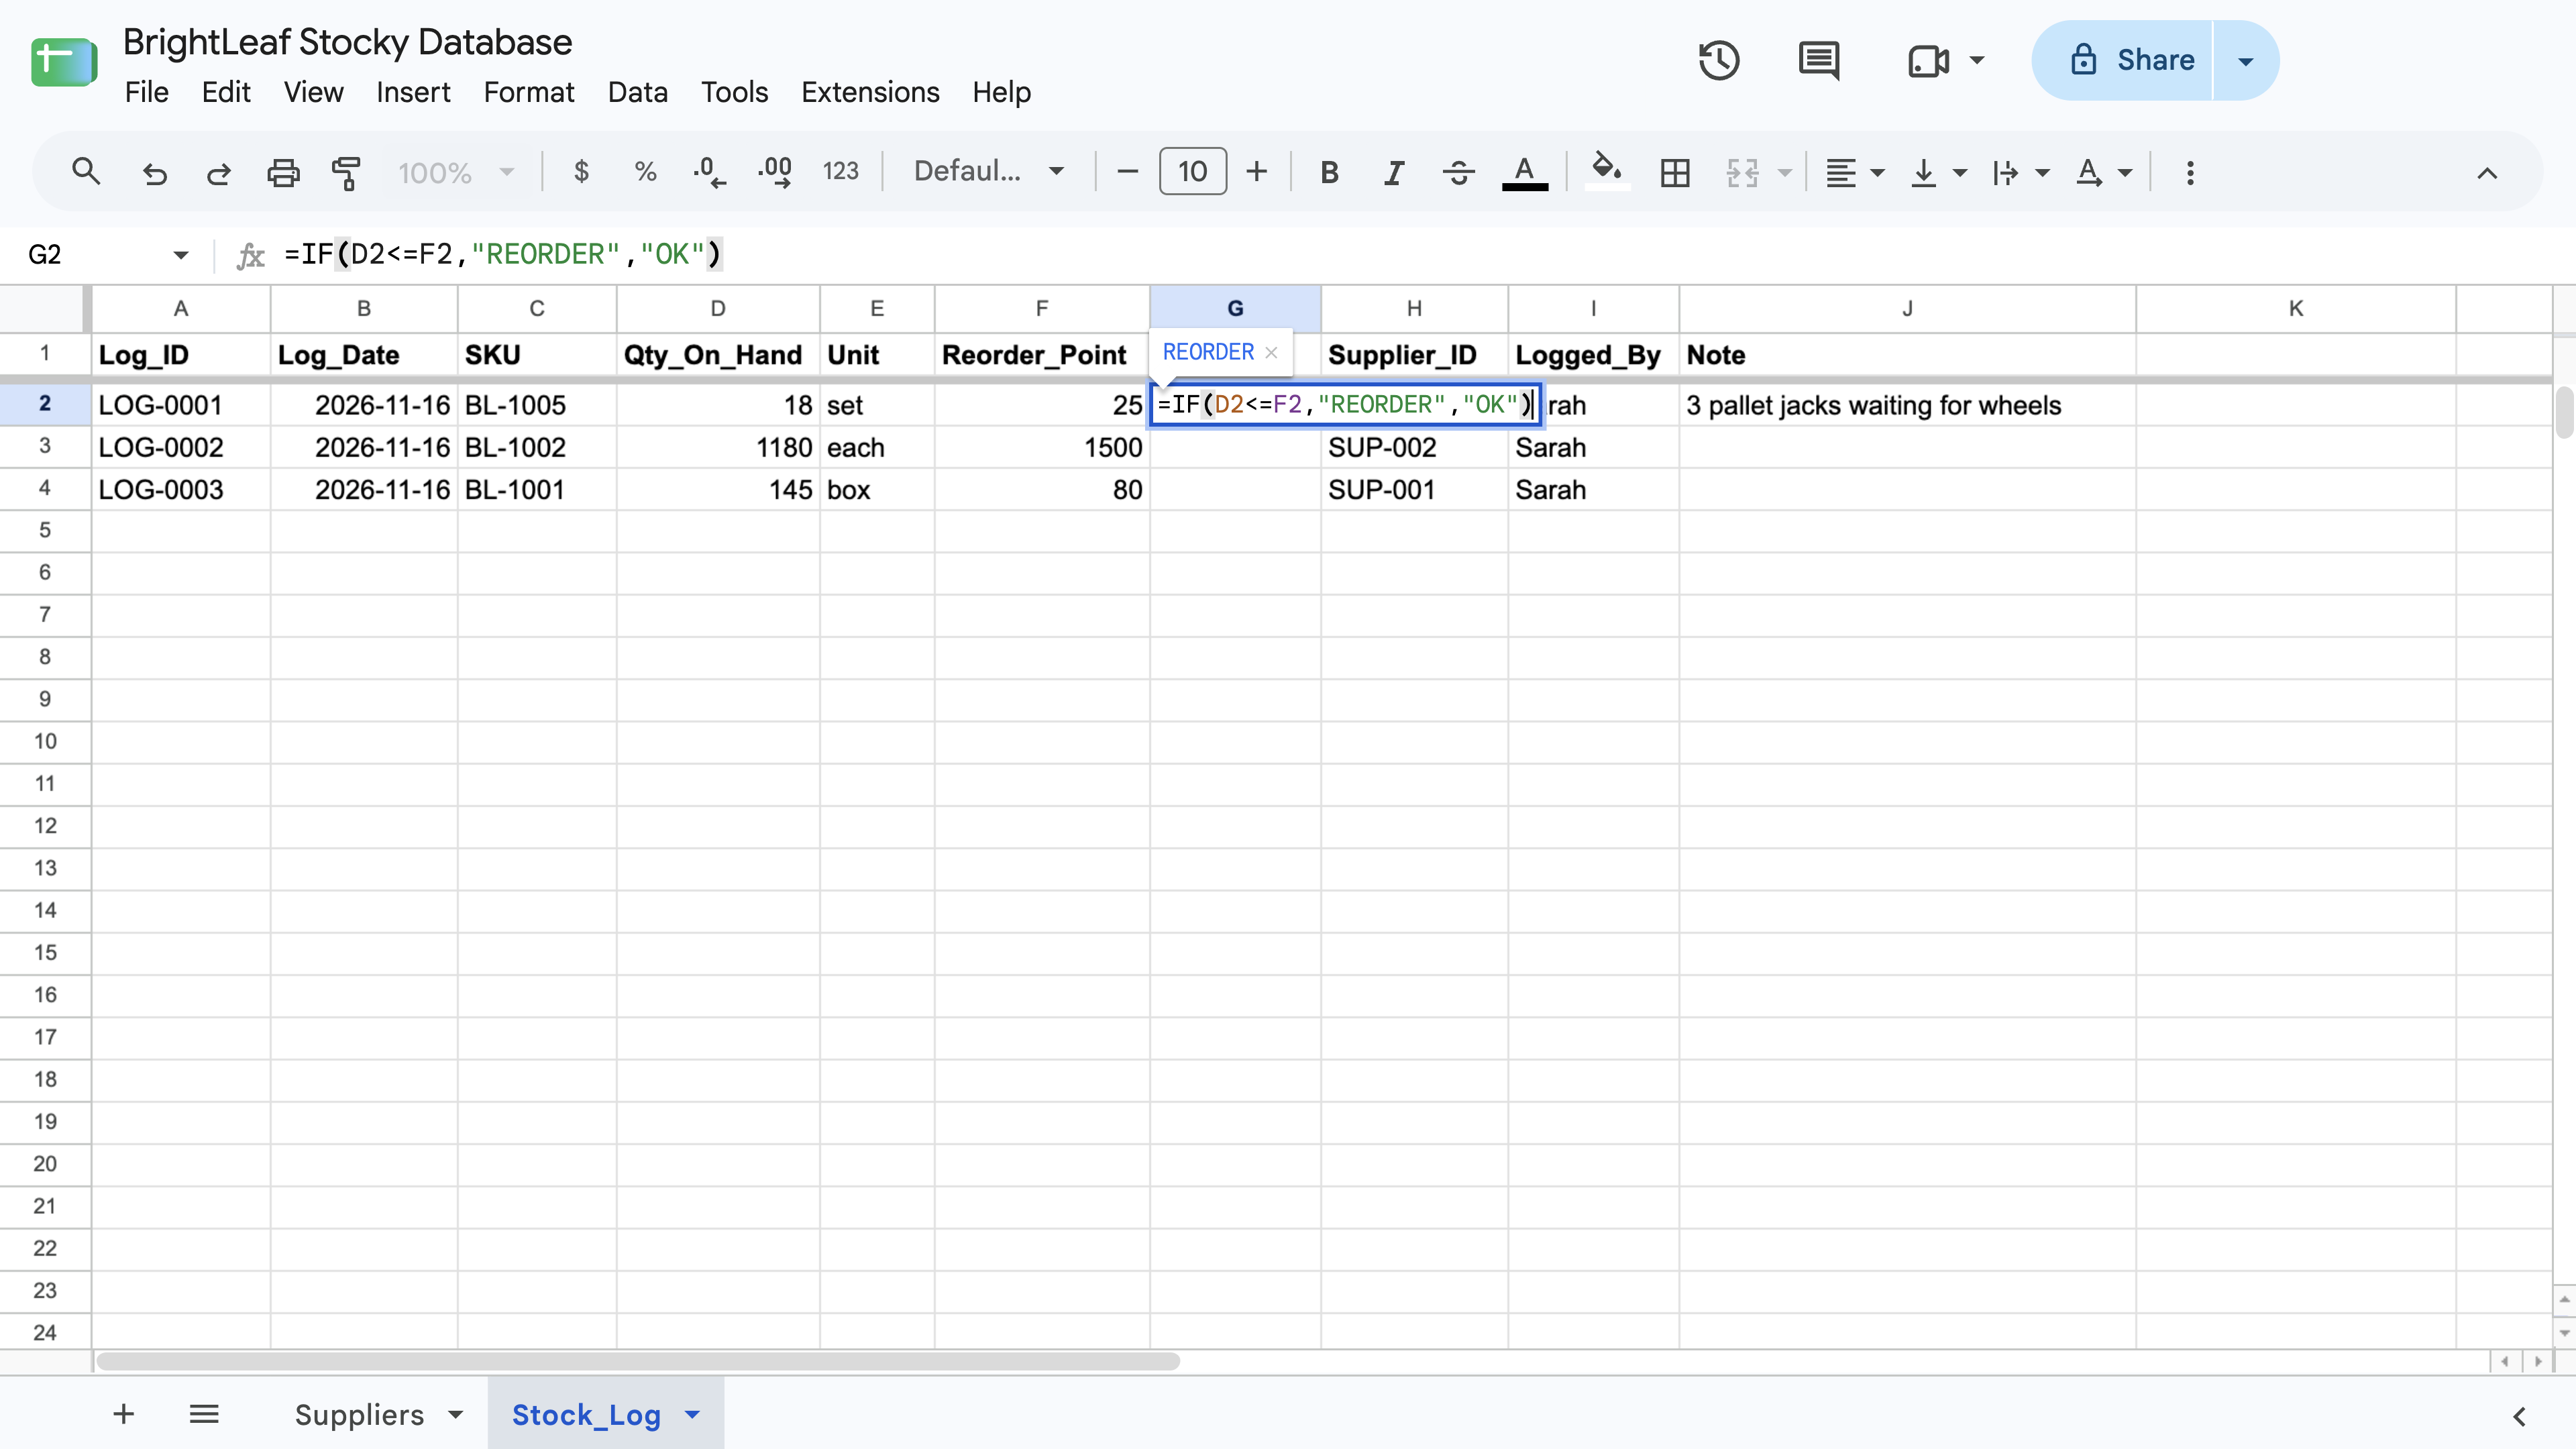 BrightLeaf Stocky Database
File Edit View Insert Format Data Tools Extensions Help
Share
100% $ % .0 .00 123 Defaul... 10 B I S A A
G2 fx =IF(D2<=F2,"REORDER","OK")
A B C D E F G H I J K
1 Log_ID Log_Date SKU Qty_On_Hand Unit Reorder_Point REORDER × Supplier_ID Logged_By Note
2 LOG-0001 2026-11-16 BL-1005 18 set 25 =IF(D2<=F2,"REORDER","OK") rah 3 pallet jacks waiting for wheels
3 LOG-0002 2026-11-16 BL-1002 1180 each 1500 SUP-002 Sarah
4 LOG-0003 2026-11-16 BL-1001 145 box 80 SUP-001 Sarah
5
6
7
8
9
10
11
12
13
14
15
16
17
18
19
20
21
22
23
24
Suppliers Stock_Log